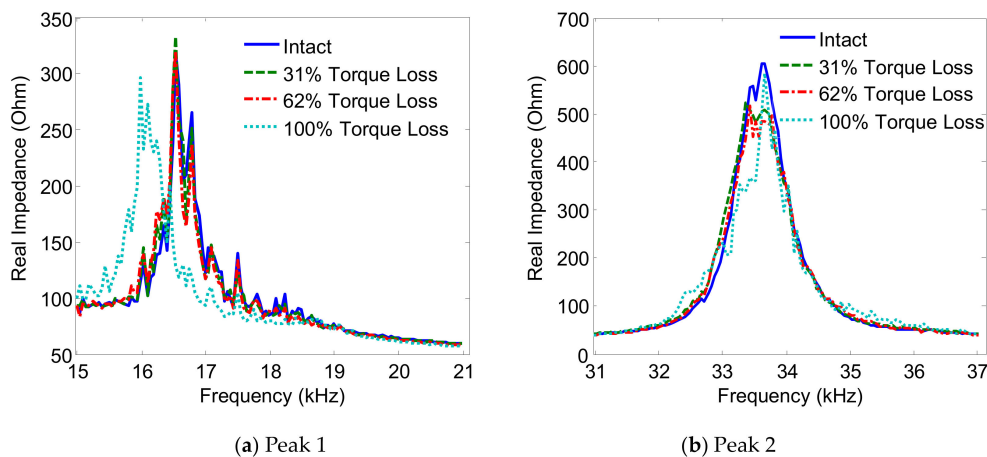 350
300
250
200
150
100
50
Real Impedance (Ohm)
Intact
31% Torque Loss
62% Torque Loss
100% Torque Loss
15 16 17 18 19 20 21
Frequency (kHz)
(a) Peak 1
700
600
500
400
300
200
100
0
Real Impedance (Ohm)
Intact
31% Torque Loss
62% Torque Loss
100% Torque Loss
31 32 33 34 35 36 37
Frequency (kHz)
(b) Peak 2